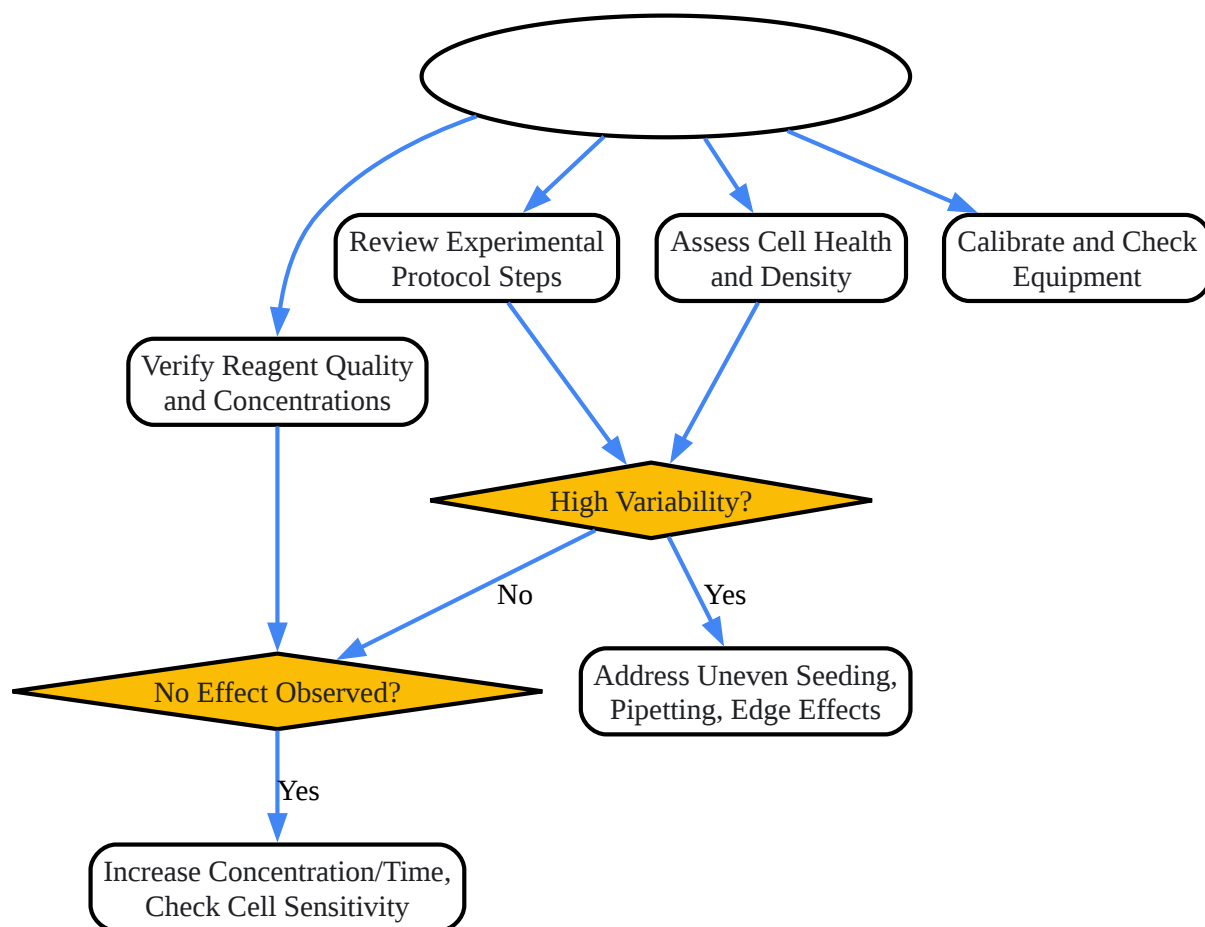 Review Experimental
Protocol Steps
Assess Cell Health
and Density
Calibrate and Check
Equipment
Verify Reagent Quality
and Concentrations
High Variability?
No
Yes
No Effect Observed?
Address Uneven Seeding,
Pipetting, Edge Effects
Yes
Increase Concentration/Time,
Check Cell Sensitivity